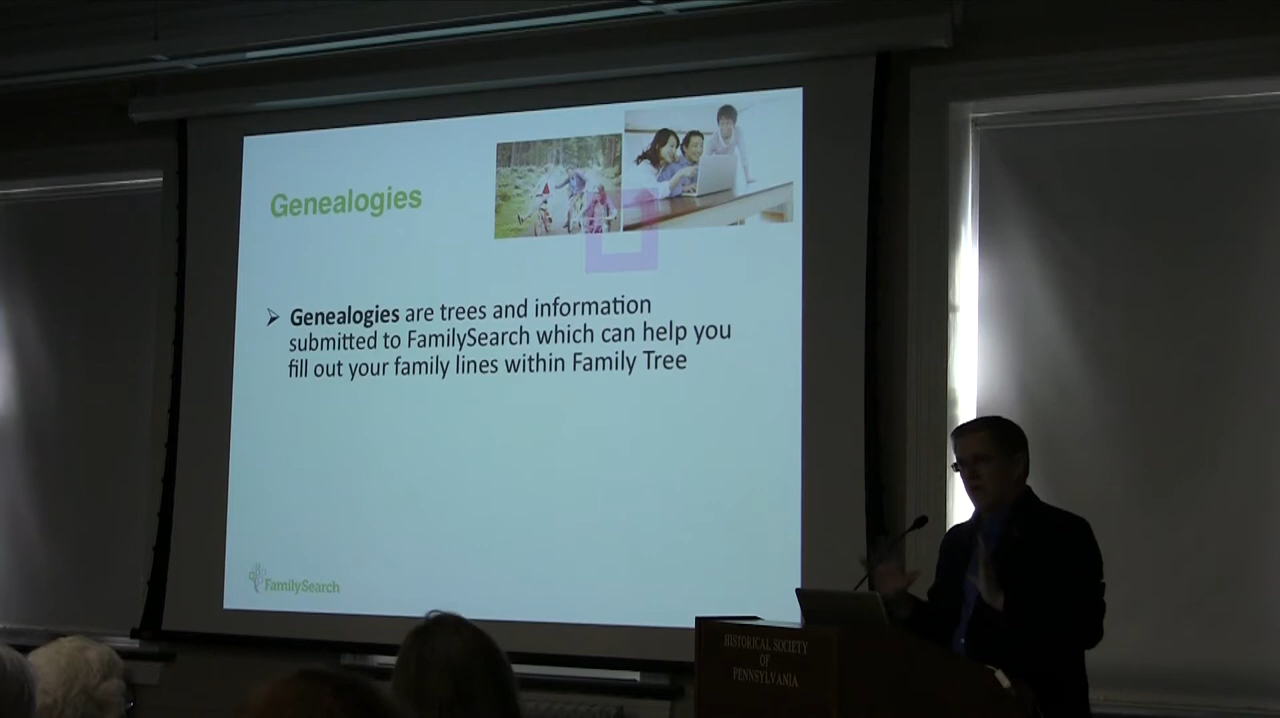 Genealogies
➢ Genealogies are trees and information
submitted to FamilySearch which can help you
fill out your family lines within Family Tree
FamilySearch
HISTORICAL SOCIETY
OF
PENNSYLVANIA